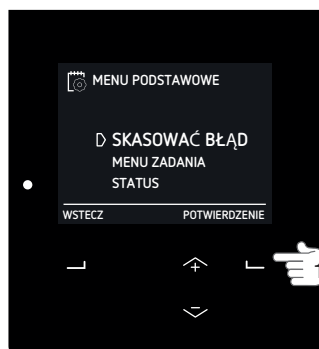 MENU PODSTAWOWE
SKASOWAĆ BŁĄD
MENU ZADANIA
STATUS
WSTECZ POTWIERDZENIE